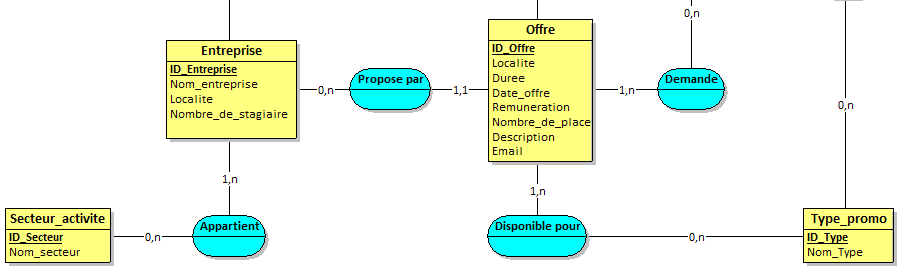 0,n
Entreprise
ID_Entreprise
Nom_entreprise
Localite
Nombre_de_stagiaire
0,n
Propose par
1,1
Offre
ID_Offre
Localite
Duree
Date_offre
Remuneration
Nombre_de_place
Description
Email
1,n
Demande
0,n
1,n
1,n
Secteur_activite
ID_Secteur
Nom_secteur
0,n
Appartient
Disponible pour
0,n
Type_promo
ID_Type
Nom_Type